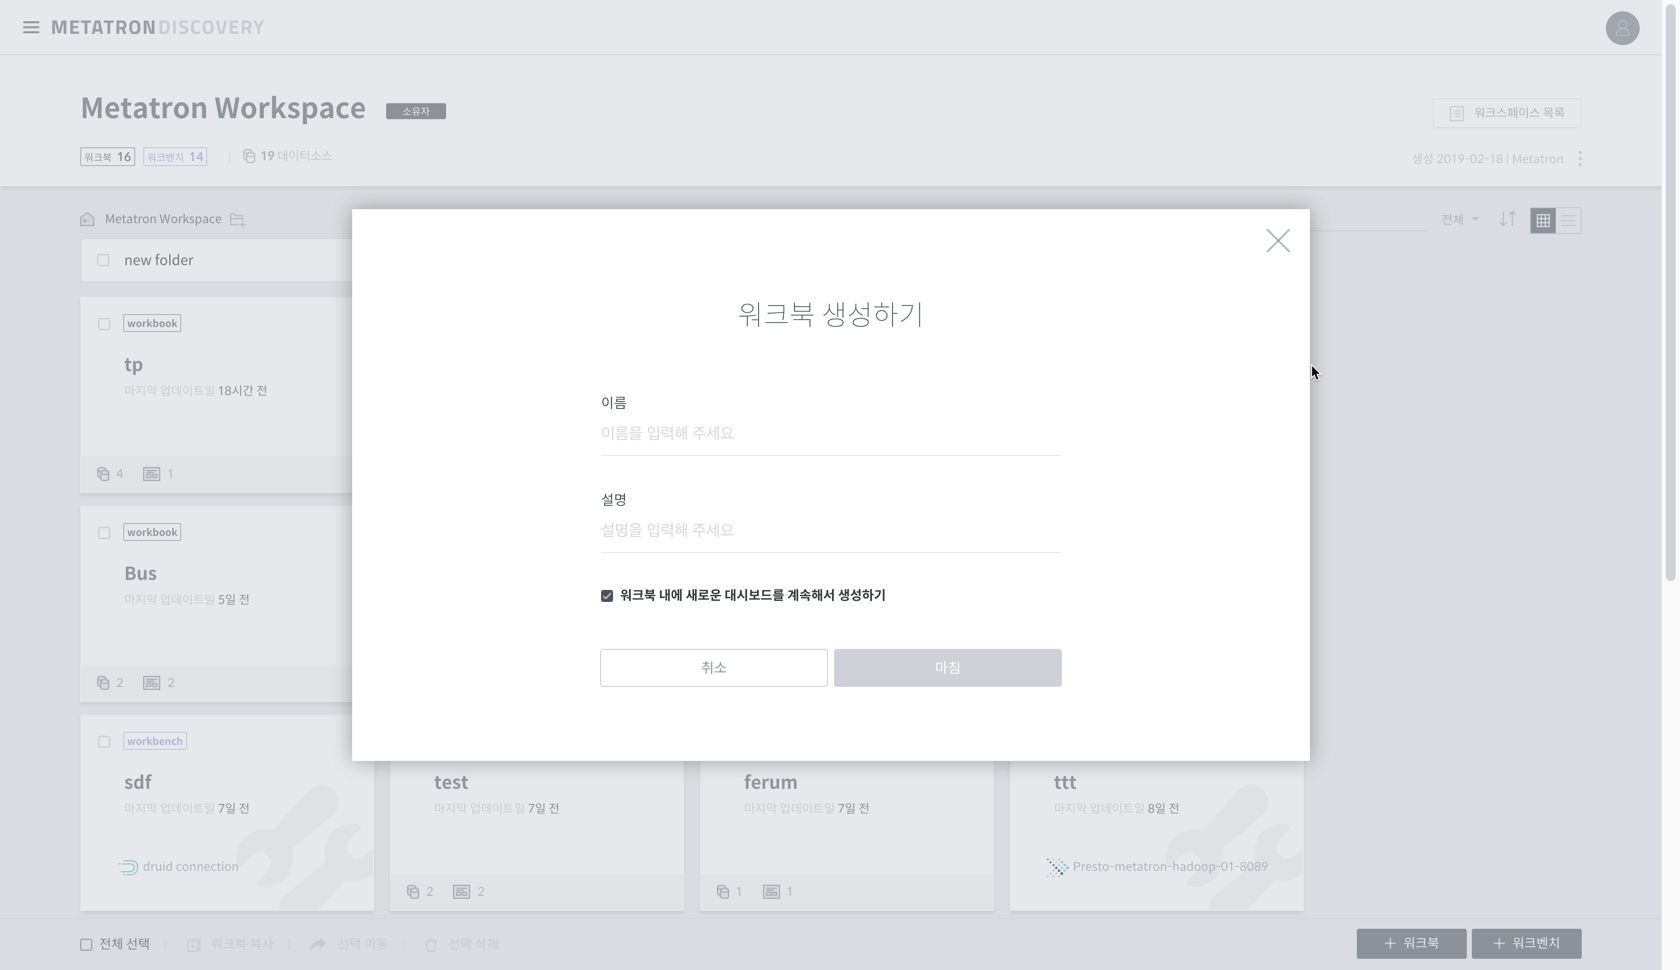 METATRON DISCOVERY
Metatron Workspace 소유자
워크스페이스 목록
워크북 16 워크벤치 14 | 19 데이터소스
생성 2019-02-18 | Metatron
Metatron Workspace
전체
new folder
workbook
tp
마지막 업데이트일 18시간 전
4 1
workbook
Bus
마지막 업데이트일 5일 전
2 2
워크북 생성하기
이름
이름을 입력해 주세요
설명
설명을 입력해 주세요
워크북 내에 새로운 대시보드를 계속해서 생성하기
취소 마침
workbench
sdf
마지막 업데이트일 7일 전
druid connection
test
마지막 업데이트일 7일 전
2 2
ferum
마지막 업데이트일 7일 전
1 1
ttt
마지막 업데이트일 8일 전
Presto-metatron-hadoop-01-8089
전체 선택 | 워크북 복사 | 선택 이동 | 선택 삭제
+ 워크북 + 워크벤치